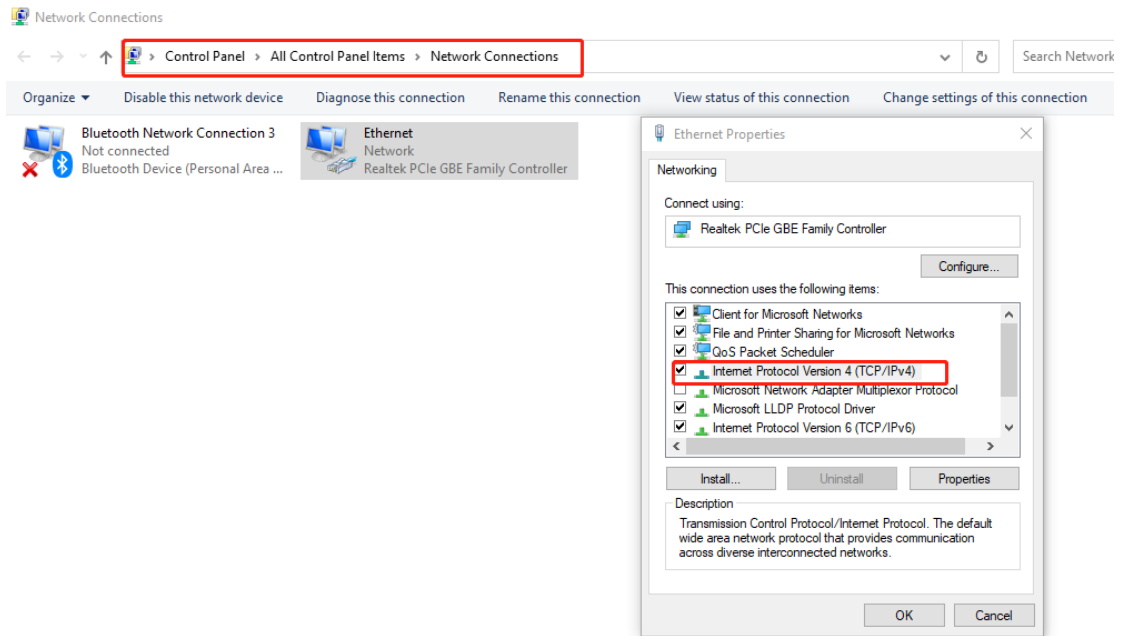 Network Connections
Control Panel > All Control Panel Items > Network Connections
Search Network
Organize
Disable this network device
Diagnose this connection
Rename this connection
View status of this connection
Change settings of this connection
Bluetooth Network Connection 3
Not connected
Bluetooth Device (Personal Area ...
Ethernet
Network
Realtek PCIe GBE Family Controller
Ethernet Properties
Networking
Connect using:
Realtek PCIe GBE Family Controller
Configure...
This connection uses the following items:
Client for Microsoft Networks
File and Printer Sharing for Microsoft Networks
QoS Packet Scheduler
Internet Protocol Version 4 (TCP/IPv4)
Microsoft Network Adapter Multiplexor Protocol
Microsoft LLDP Protocol Driver
Internet Protocol Version 6 (TCP/IPv6)
Install...
Uninstall
Properties
Description
Transmission Control Protocol/Internet Protocol. The default
wide area network protocol that provides communication
across diverse interconnected networks.
OK
Cancel